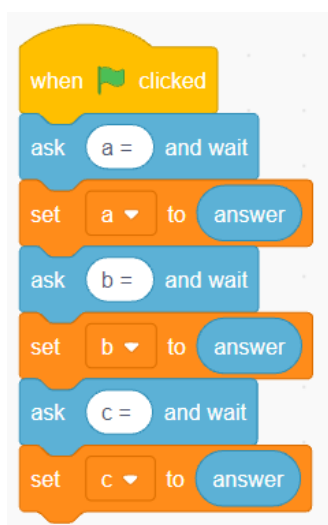 when clicked
ask a = and wait
set a to answer
ask b = and wait
set b to answer
ask c = and wait
set c to answer